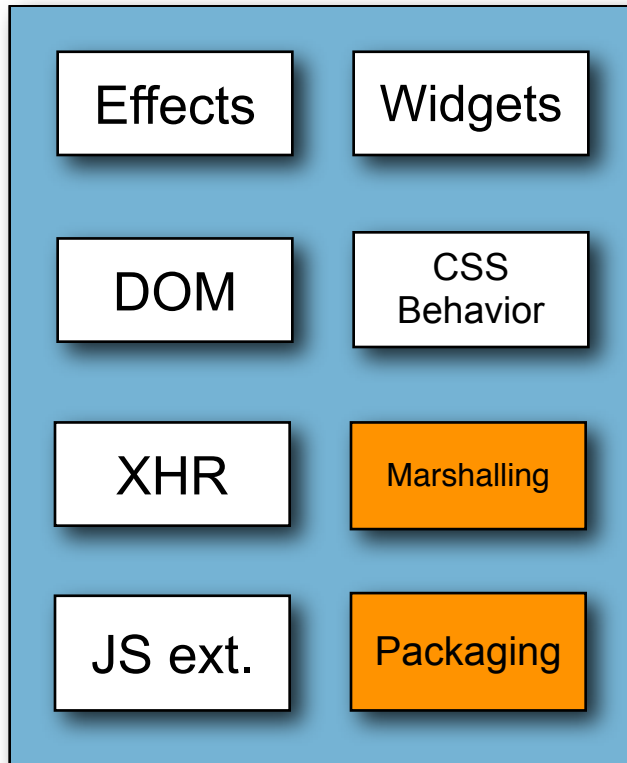 Effects
Widgets
DOM
CSS
Behavior
XHR
Marshalling
JS ext.
Packaging